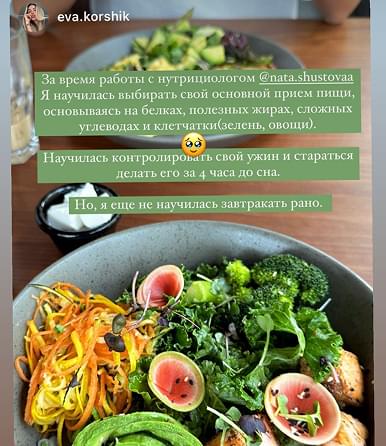 eva.korshik
За время работы с нутрициологом @nata.shustovaa
Я научилась выбирать свой основной прием пищи,
основываясь на белках, полезных жирах, сложных
углеводах и клетчатки(зелень, овощи).
Научилась контролировать свой ужин и стараться
делать его за 4 часа до сна.
Но, я еще не научилась завтракать рано.